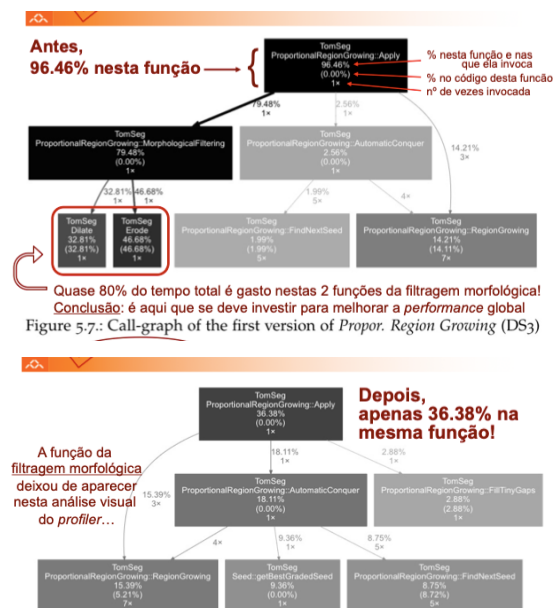 Antes,
96.46% nesta função
TomSeg
ProportionalRegionGrowing::Apply
96.46%
(0.00%)
1×
% nesta função e nas
que ela invoca
% no código desta função
nº de vezes invocada
79.48%
1×
2.56%
1×
14.21%
3×
TomSeg
ProportionalRegionGrowing::MorphologicalFiltering
79.48%
(0.00%)
1×
TomSeg
ProportionalRegionGrowing::AutomaticConquer
2.56%
(0.00%)
1×
32.81%
1×
46.68%
1×
1.99%
5×
4×
TomSeg
Dilate
32.81%
(32.81%)
1×
TomSeg
Erode
46.68%
(46.68%)
1×
TomSeg
ProportionalRegionGrowing::FindNextSeed
1.99%
(1.99%)
5×
TomSeg
ProportionalRegionGrowing::RegionGrowing
14.21%
(14.11%)
7×
Quase 80% do tempo total é gasto nestas 2 funções da filtragem morfológica!
Conclusão: é aqui que se deve investir para melhorar a performance global
Figure 5.7.: Call-graph of the first version of Propor. Region Growing (DS3)
TomSeg
ProportionalRegionGrowing::Apply
36.38%
(0.00%)
1×
Depois,
apenas 36.38% na
mesma função!
A função da
filtragem morfológica
deixou de aparecer
nesta análise visual
do profiler…
15.39%
3×
18.11%
1×
2.88%
1×
TomSeg
ProportionalRegionGrowing::AutomaticConquer
18.11%
(0.00%)
1×
TomSeg
ProportionalRegionGrowing::FillTinyGaps
2.88%
(2.88%)
1×
4×
9.36%
1×
8.75%
5×
TomSeg
ProportionalRegionGrowing::RegionGrowing
15.39%
(5.21%)
7×
TomSeg
Seed::getBestGradedSeed
9.36%
(0.00%)
1×
TomSeg
ProportionalRegionGrowing::FindNextSeed
8.75%
(8.72%)
5×